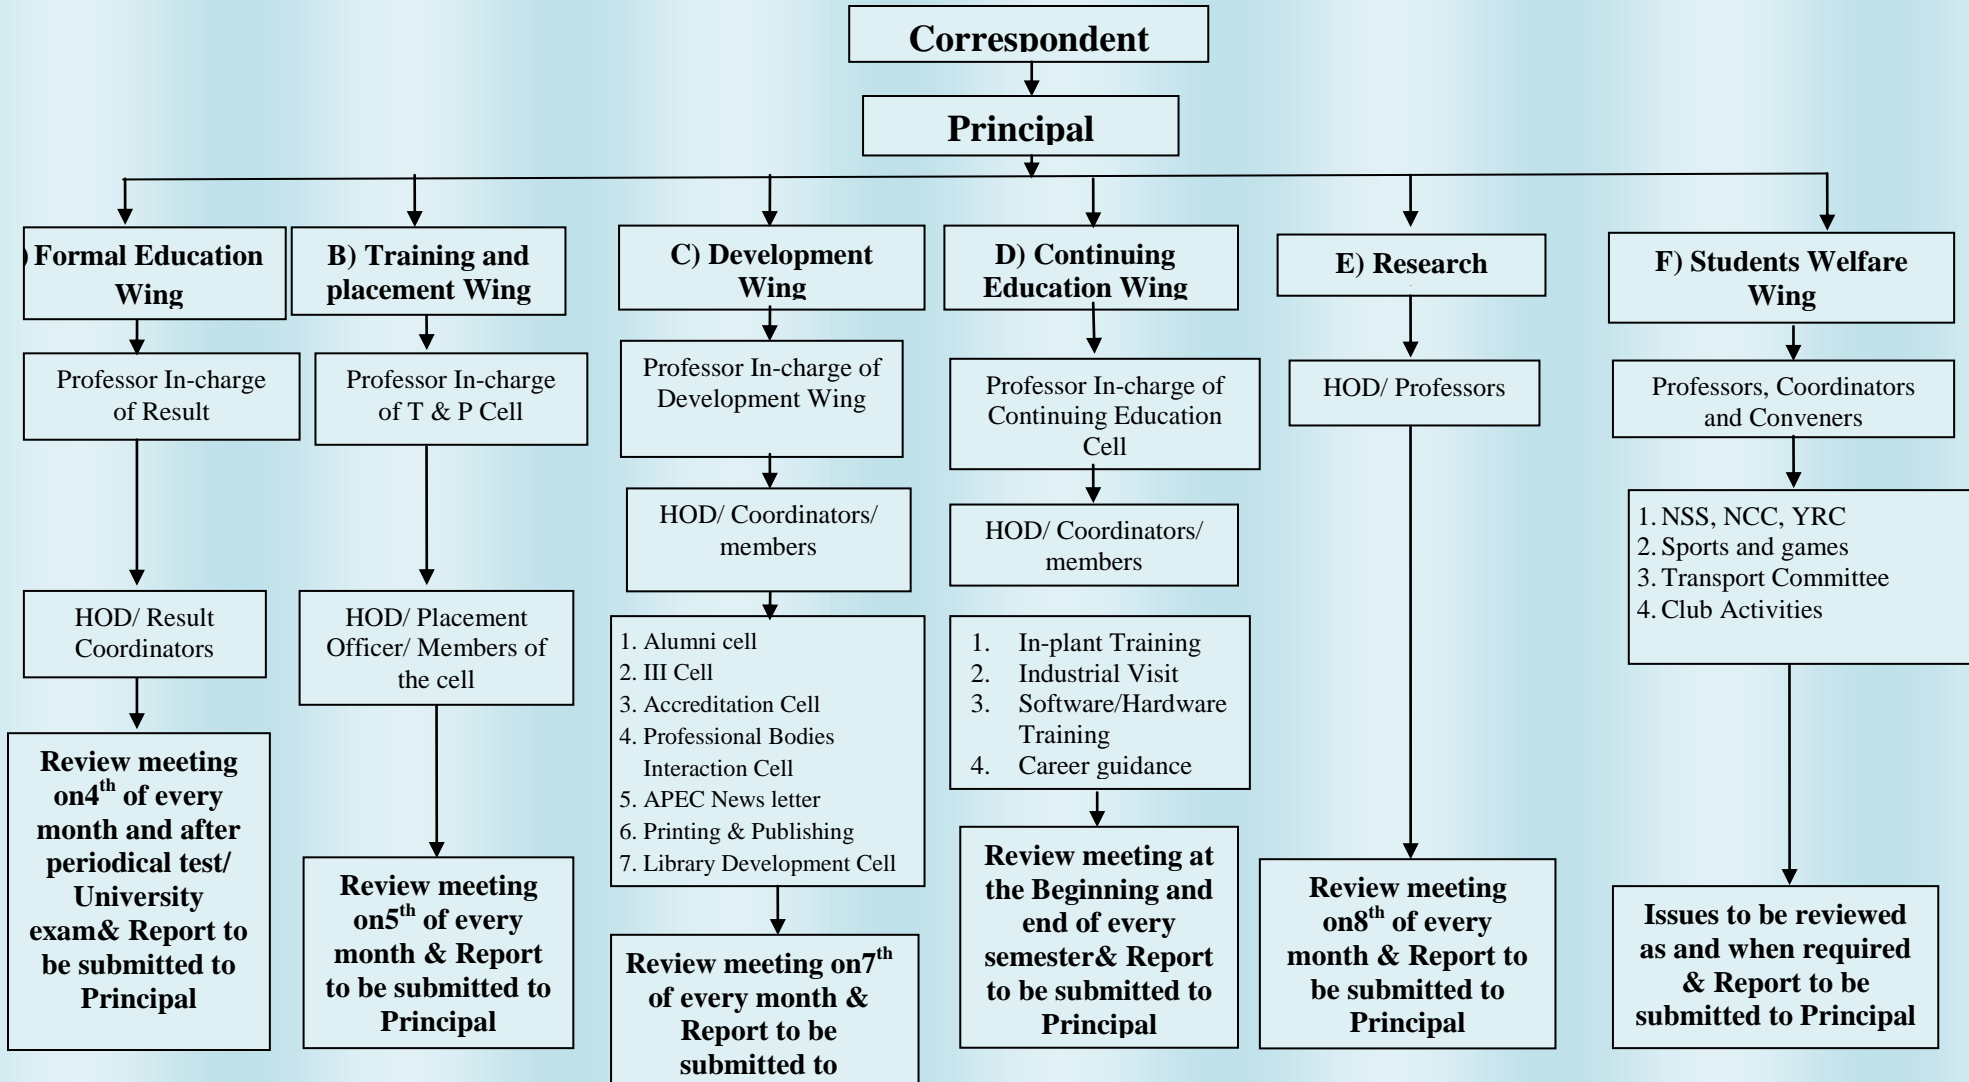 Correspondent
Principal
) Formal Education
Wing
Professor In-charge
of Result
HOD/ Result
Coordinators
Review meeting
on4th of every
month and after
periodical test/
University
exam& Report to
be submitted to
Principal
B) Training and
placement Wing
Professor In-charge
of T & P Cell
HOD/ Placement
Officer/ Members of
the cell
Review meeting
on5th of every
month & Report
to be submitted to
Principal
C) Development
Wing
Professor In-charge of
Development Wing
HOD/ Coordinators/
members
1. Alumni cell
2. III Cell
3. Accreditation Cell
4. Professional Bodies
Interaction Cell
5. APEC News letter
6. Printing & Publishing
7. Library Development Cell
Review meeting on7th
of every month &
Report to be
submitted to
D) Continuing
Education Wing
Professor In-charge of
Continuing Education
Cell
HOD/ Coordinators/
members
1. In-plant Training
2. Industrial Visit
3. Software/Hardware
Training
4. Career guidance
Review meeting at
the Beginning and
end of every
semester& Report
to be submitted to
Principal
E) Research
HOD/ Professors
Review meeting
on8th of every
month & Report to
be submitted to
Principal
F) Students Welfare
Wing
Professors, Coordinators
and Conveners
1. NSS, NCC, YRC
2. Sports and games
3. Transport Committee
4. Club Activities
Issues to be reviewed
as and when required
& Report to be
submitted to Principal